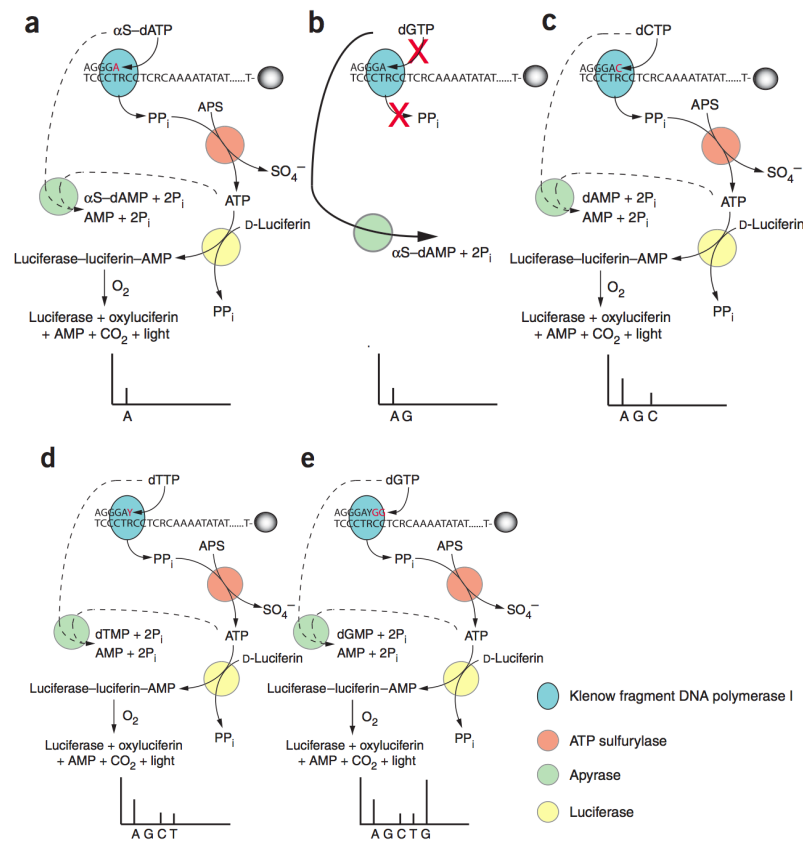 a
αS–dATP
AGGGA
TCCCTRCCTCRCAAAATATAT......T-
PPi
APS
SO4–
ATP
αS–dAMP + 2Pi
AMP + 2Pi
D-Luciferin
Luciferase–luciferin–AMP
O2
PPi
Luciferase + oxyluciferin
+ AMP + CO2 + light
A
b
dGTP
X
AGGGA
TCCCTRCCTCRCAAAATATAT......T-
X
PPi
αS–dAMP + 2Pi
A G
c
dCTP
AGGGAC
TCCCTRCCTCRCAAAATATAT......T-
PPi
APS
SO4–
ATP
dAMP + 2Pi
AMP + 2Pi
D-Luciferin
Luciferase–luciferin–AMP
O2
PPi
Luciferase + oxyluciferin
+ AMP + CO2 + light
A G C
d
dTTP
AGGGAY
TCCCTRCCTCRCAAAATATAT......T-
PPi
APS
SO4–
ATP
dTMP + 2Pi
AMP + 2Pi
D-Luciferin
Luciferase–luciferin–AMP
O2
PPi
Luciferase + oxyluciferin
+ AMP + CO2 + light
A G C T
e
dGTP
AGGGAYGG
TCCCTRCCTCRCAAAATATAT......T-
PPi
APS
SO4–
ATP
dGMP + 2Pi
AMP + 2Pi
D-Luciferin
Luciferase–luciferin–AMP
O2
PPi
Luciferase + oxyluciferin
+ AMP + CO2 + light
A G C T G
Klenow fragment DNA polymerase I
ATP sulfurylase
Apyrase
Luciferase